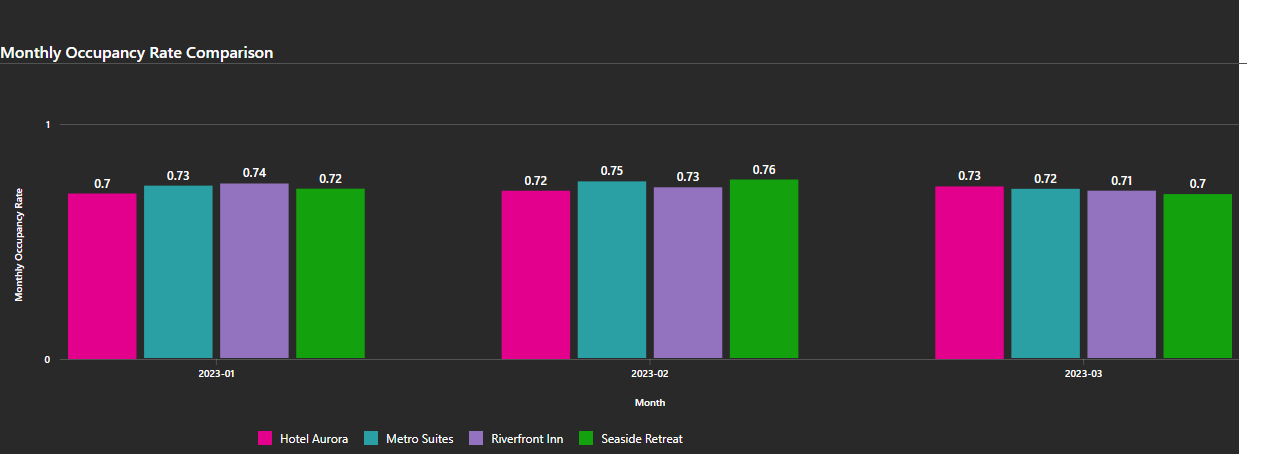 Monthly Occupancy Rate Comparison
1
0.7 0.73 0.74 0.72 0.72 0.75 0.73 0.76 0.73 0.72 0.71 0.7
Monthly Occupancy Rate
0
2023-01 2023-02 2023-03
Month
Hotel Aurora Metro Suites Riverfront Inn Seaside Retreat